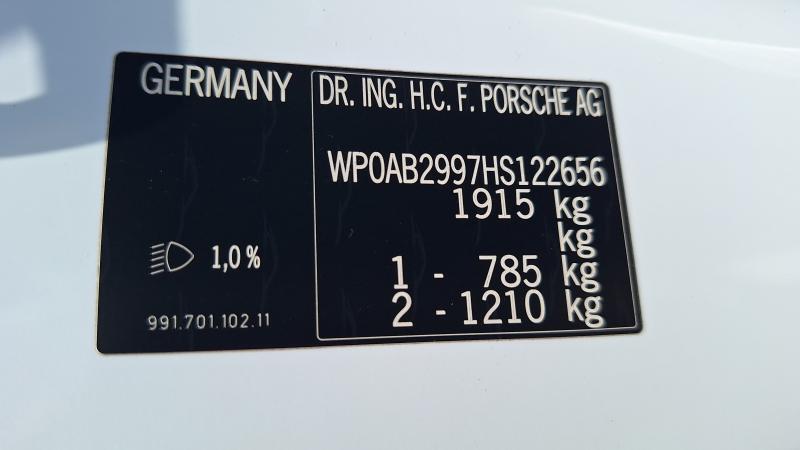 GERMANY
DR. ING. H.C. F. PORSCHE AG
WP0AB2997HS122656
1915 kg
kg
1 - 785 kg
2 - 1210 kg
1,0%
991.701.102.11